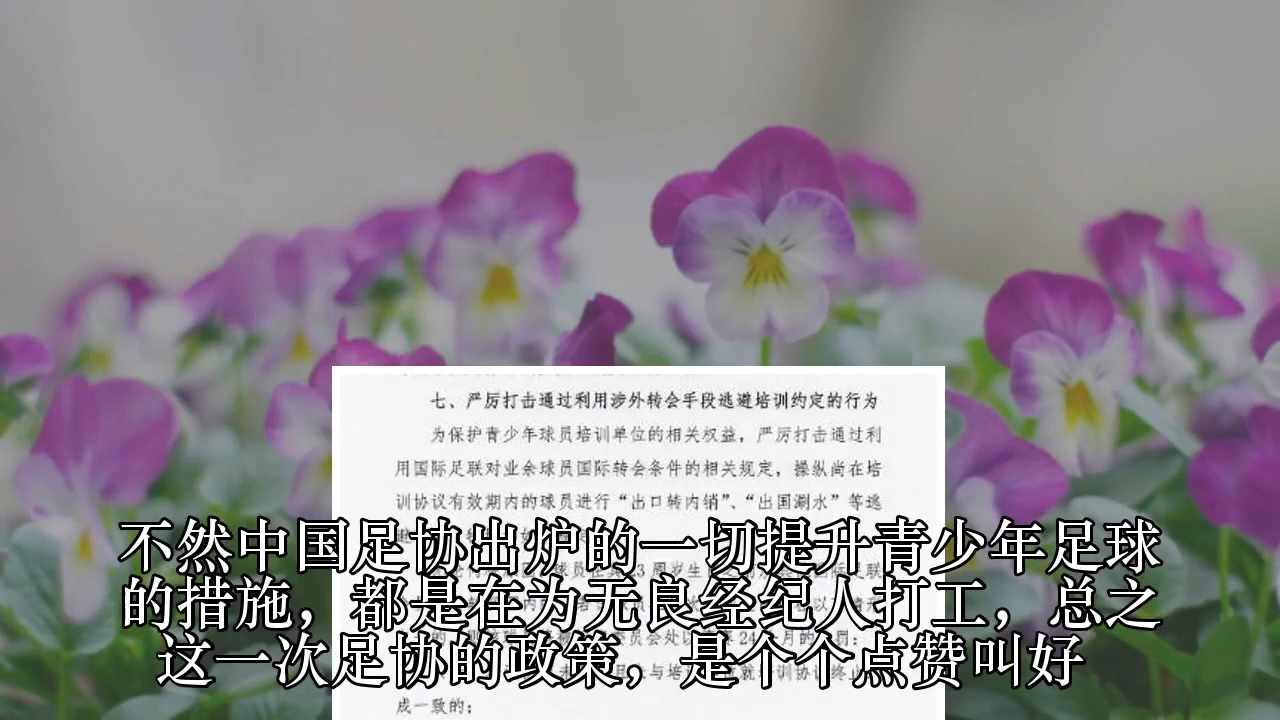 七、严厉打击通过利用涉外转会手段逃避培训约定的行为
为保护青少年球员培训单位的相关权益，严厉打击通过利
用国际足联对业余球员国际转会条件的相关规定，操纵尚在培
训协议有效期内的球员进行“出口转内销”、“出国涮水”等逃
不然中国足协出炉的一切提升青少年足球
的措施，都是在为无良经纪人打工，总之
这一次足协的政策，是个个点赞叫好
成一致的；